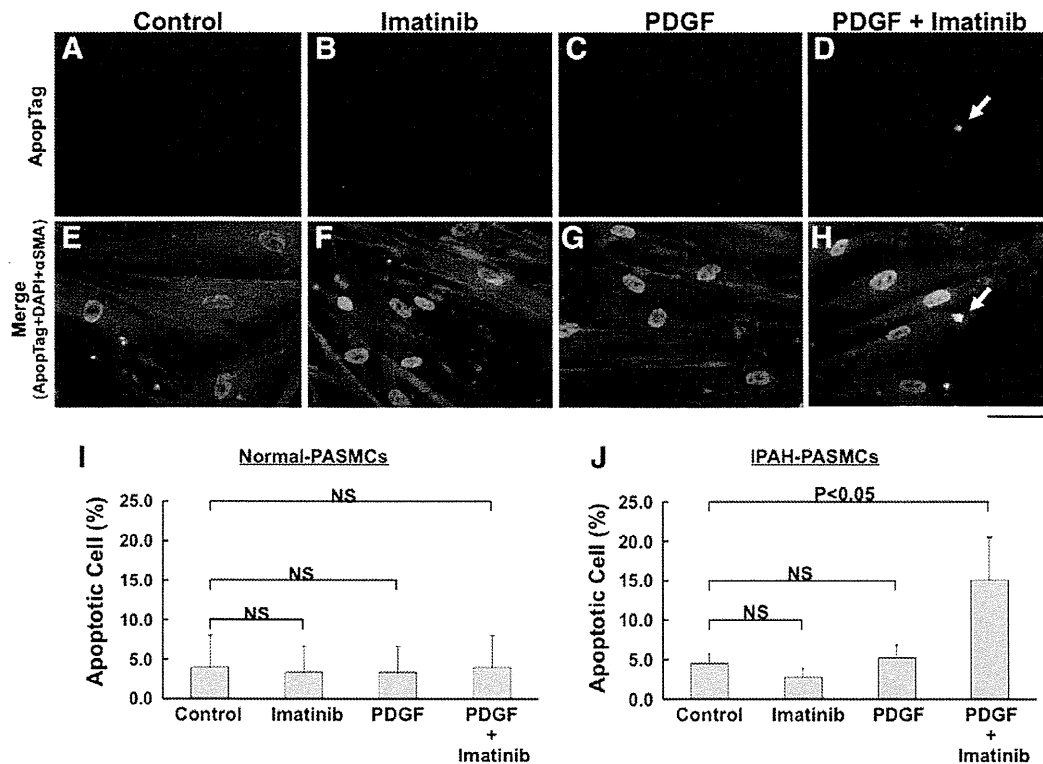 Control Imatinib PDGF PDGF + Imatinib
A B C D
ApopTag
E F G H
Merge
(ApopTag+DAPI+αSMA)
I Normal-PASMCs
J IPAH-PASMCs
Apoptotic Cell (%)
25.0
20.0
15.0
10.0
5.0
0.0
NS
NS
NS
Control Imatinib PDGF PDGF
+
Imatinib
Apoptotic Cell (%)
25.0
20.0
15.0
10.0
5.0
0.0
P<0.05
NS
NS
Control Imatinib PDGF PDGF
+
Imatinib